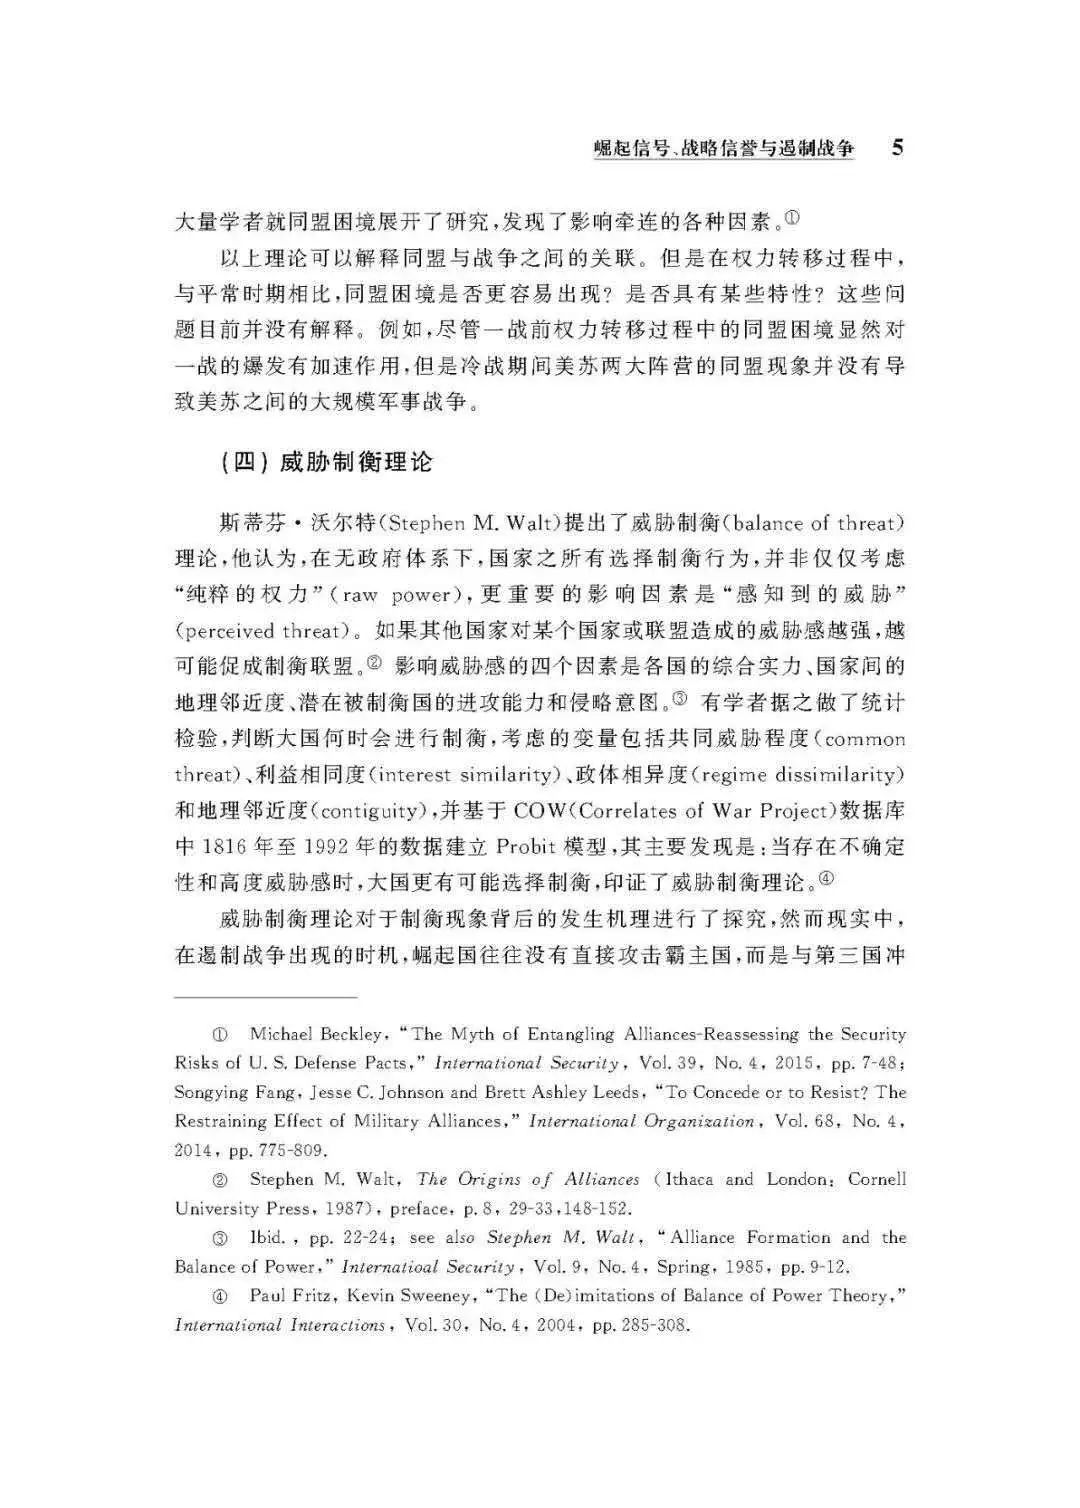 崛起信号、战略信誉与遏制战争 5
大量学者就同盟困境展开了研究,发现了影响牵连的各种因素。①
以上理论可以解释同盟与战争之间的关联。但是在权力转移过程中,
与平常时期相比,同盟困境是否更容易出现？是否具有某些特性？这些问
题目前并没有解释。例如,尽管一战前权力转移过程中的同盟困境显然对
一战的爆发有加速作用,但是冷战期间美苏两大阵营的同盟现象并没有导
致美苏之间的大规模军事战争。
(四) 威胁制衡理论
斯蒂芬·沃尔特(Stephen M. Walt)提出了威胁制衡(balance of threat)
理论,他认为,在无政府体系下,国家之所有选择制衡行为,并非仅仅考虑
“纯粹的权力”(raw power),更重要的影响因素是“感知到的威胁”
(perceived threat)。如果其他国家对某个国家或联盟造成的威胁感越强,越
可能促成制衡联盟。② 影响威胁感的四个因素是各国的综合实力、国家间的
地理邻近度、潜在被制衡国的进攻能力和侵略意图。③ 有学者据之做了统计
检验,判断大国何时会进行制衡,考虑的变量包括共同威胁程度(common
threat)、利益相同度(interest similarity)、政体相异度(regime dissimilarity)
和地理邻近度(contiguity),并基于 COW(Correlates of War Project)数据库
中 1816 年至 1992 年的数据建立 Probit 模型,其主要发现是:当存在不确定
性和高度威胁感时,大国更有可能选择制衡,印证了威胁制衡理论。④
威胁制衡理论对于制衡现象背后的发生机理进行了探究,然而现实中,
在遏制战争出现的时机,崛起国往往没有直接攻击霸主国,而是与第三国冲
① Michael Beckley, “The Myth of Entangling Alliances-Reassessing the Security
Risks of U. S. Defense Pacts,” International Security, Vol. 39, No. 4, 2015, pp. 7-48;
Songying Fang, Jesse C. Johnson and Brett Ashley Leeds, “To Concede or to Resist? The
Restraining Effect of Military Alliances,” International Organization, Vol. 68, No. 4,
2014, pp. 775-809.
② Stephen M. Walt, The Origins of Alliances (Ithaca and London: Cornell
University Press, 1987), preface, p. 8, 29-33,148-152.
③ Ibid. , pp. 22-24; see also Stephen M. Walt, “Alliance Formation and the
Balance of Power,” Internatioal Security, Vol. 9, No. 4, Spring, 1985, pp. 9-12.
④ Paul Fritz, Kevin Sweeney, “The (De)imitations of Balance of Power Theory,”
International Interactions, Vol. 30, No. 4, 2004, pp. 285-308.